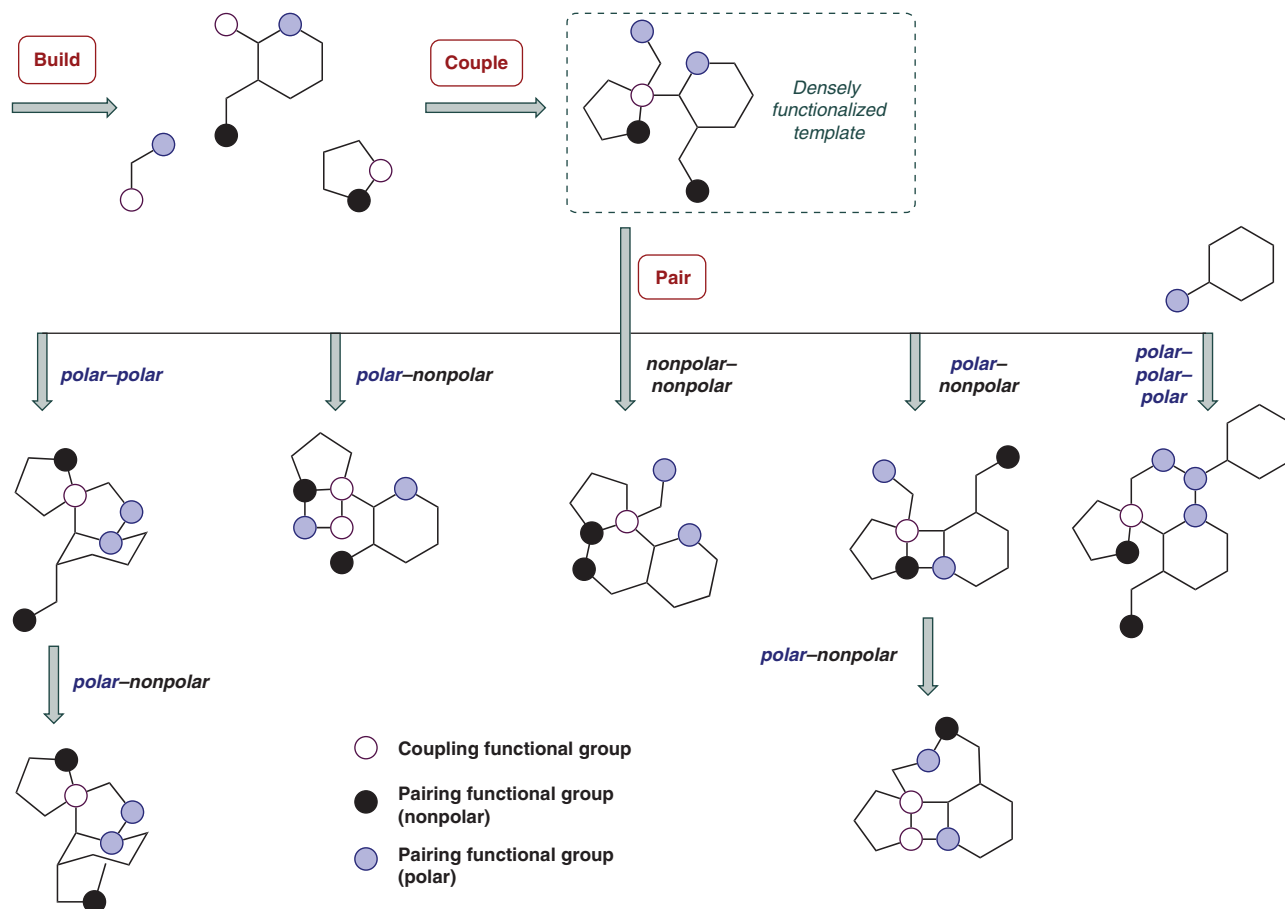 Build
Couple
Densely
functionalized
template
Pair
polar–polar
polar–nonpolar
nonpolar–
nonpolar
polar–
nonpolar
polar–
polar–
polar
polar–nonpolar
polar–nonpolar
Coupling functional group
Pairing functional group
(nonpolar)
Pairing functional group
(polar)